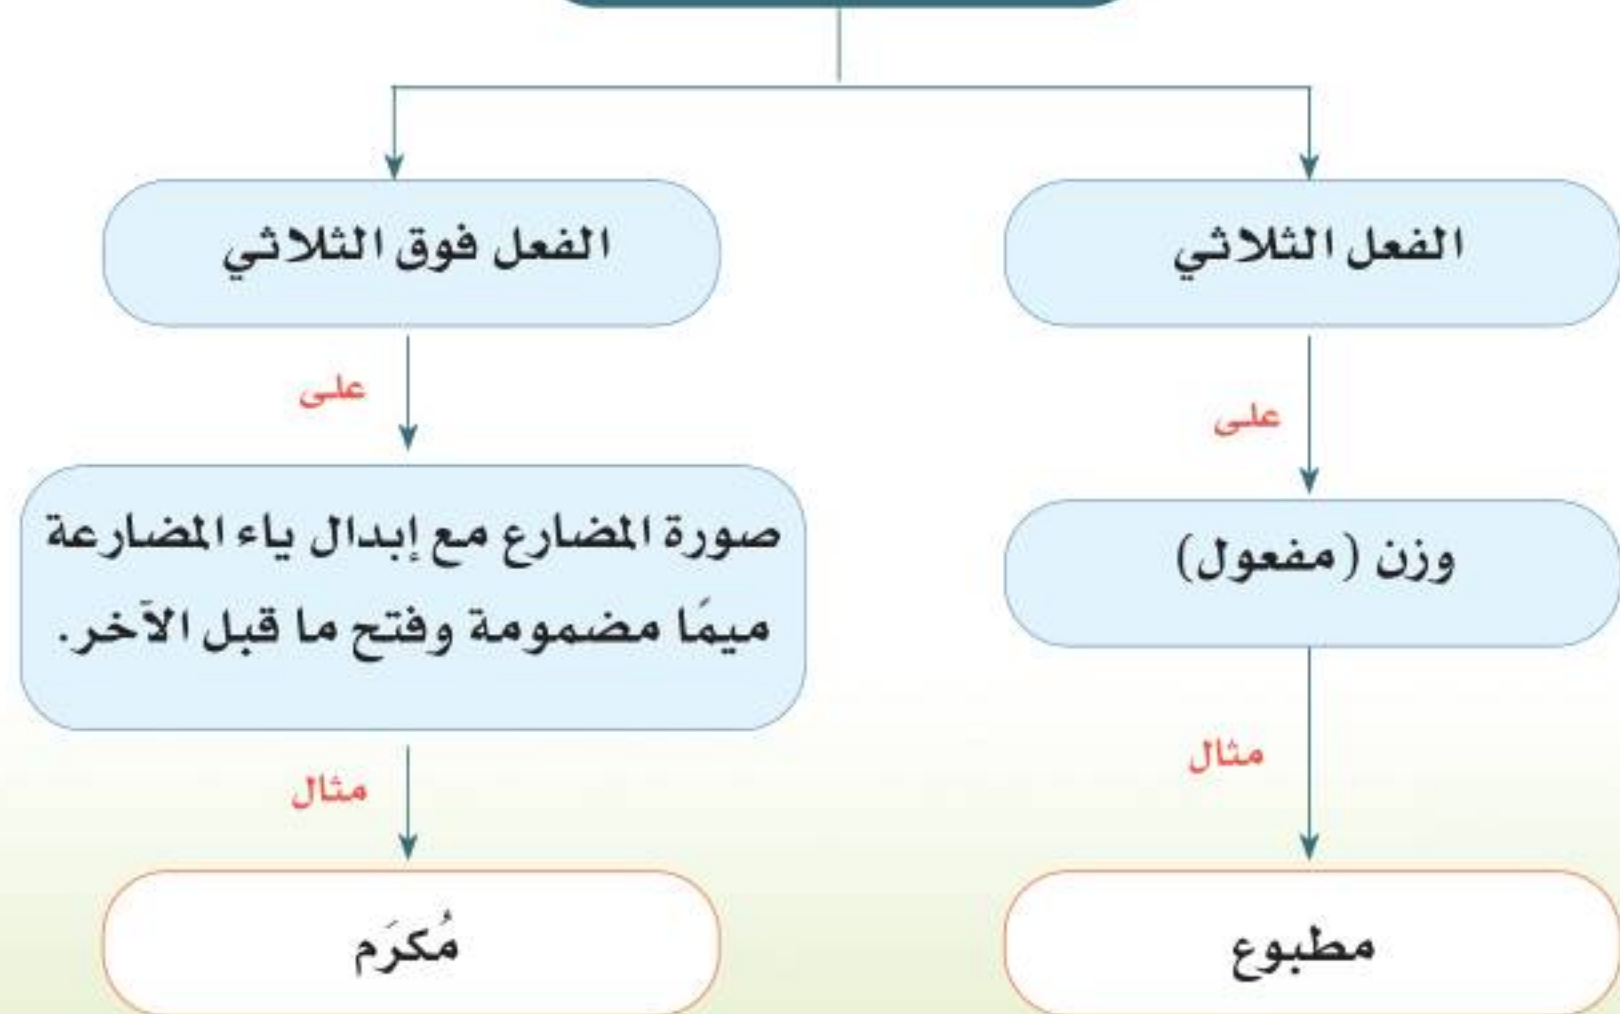 الفعل الثلاثي
الفعل فوق الثلاثي
على
على
وزن (مفعول)
صورة المضارع مع إبدال ياء المضارعة
ميمًا مضمومة وفتح ما قبل الآخر.
مثال
مثال
مطبوع
مُكرَم